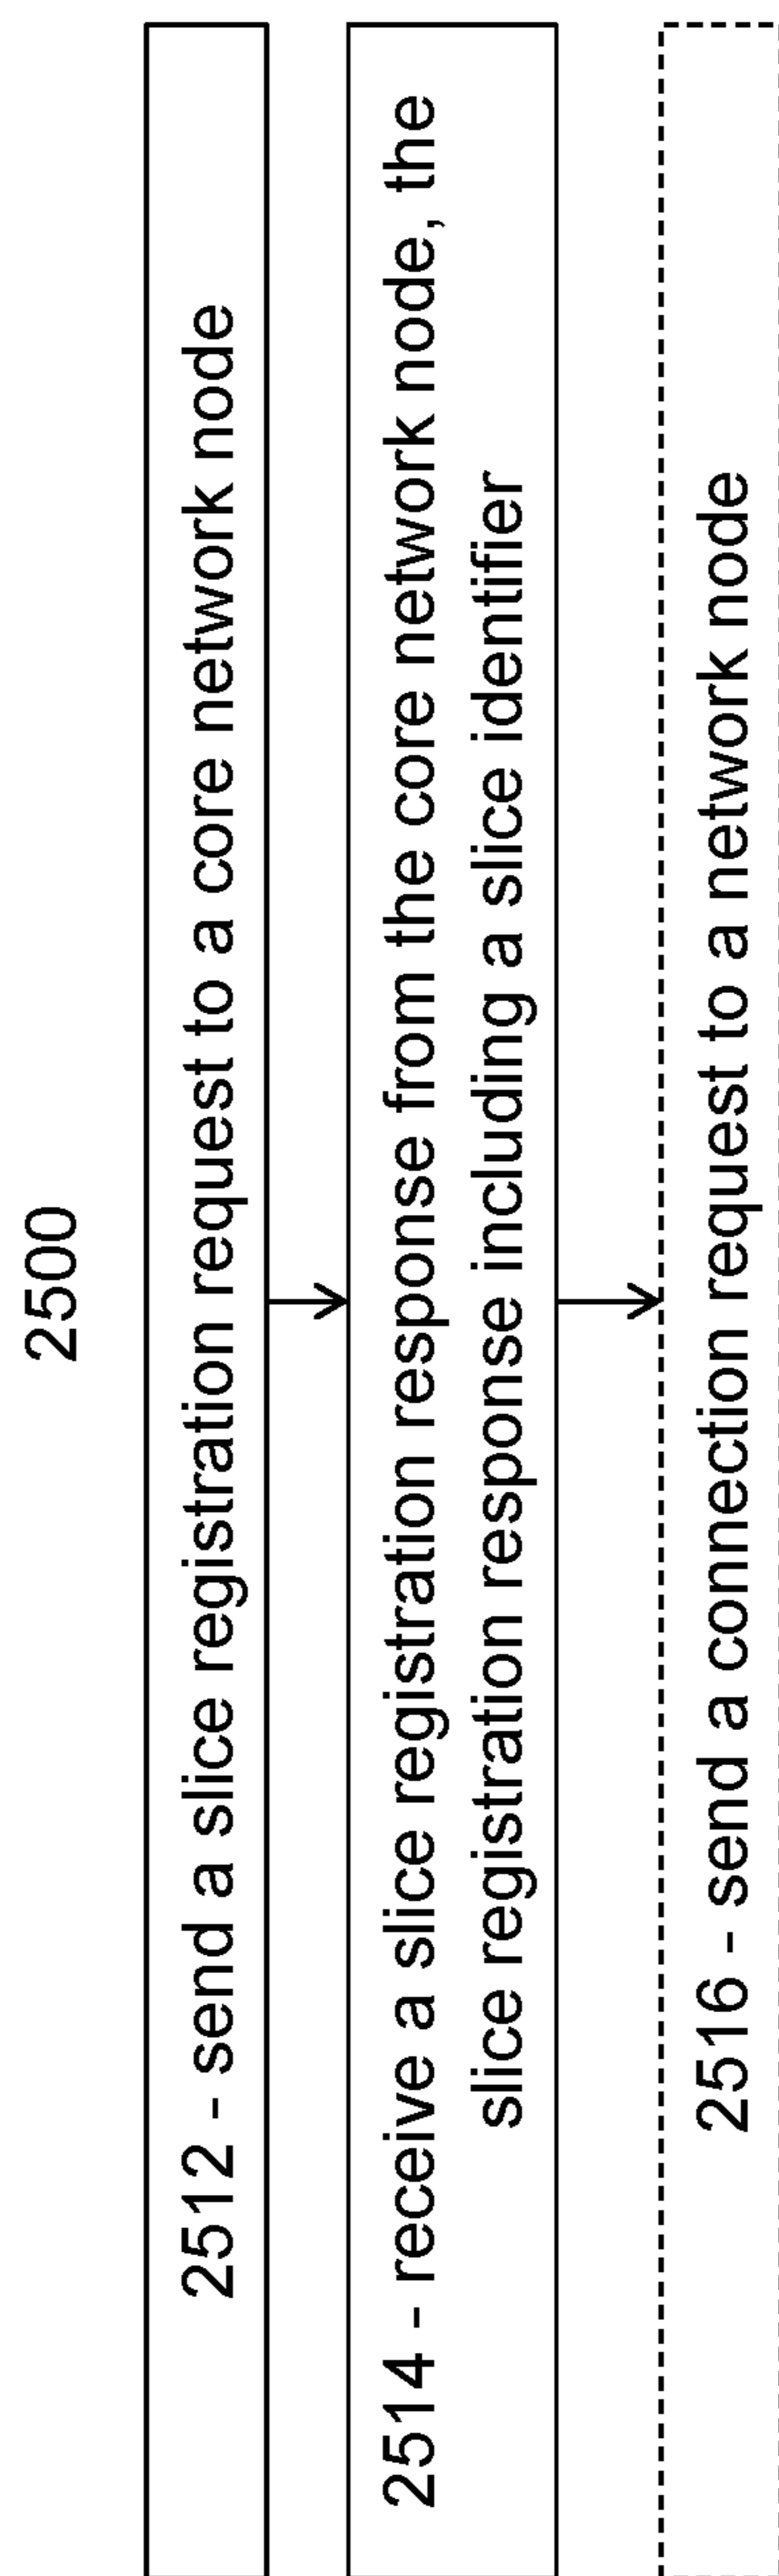 2500
2512 - send a slice registration request to a core network node
2514 - receive a slice registration response from the core network node, the
slice registration response including a slice identifier
2516 - send a connection request to a network node